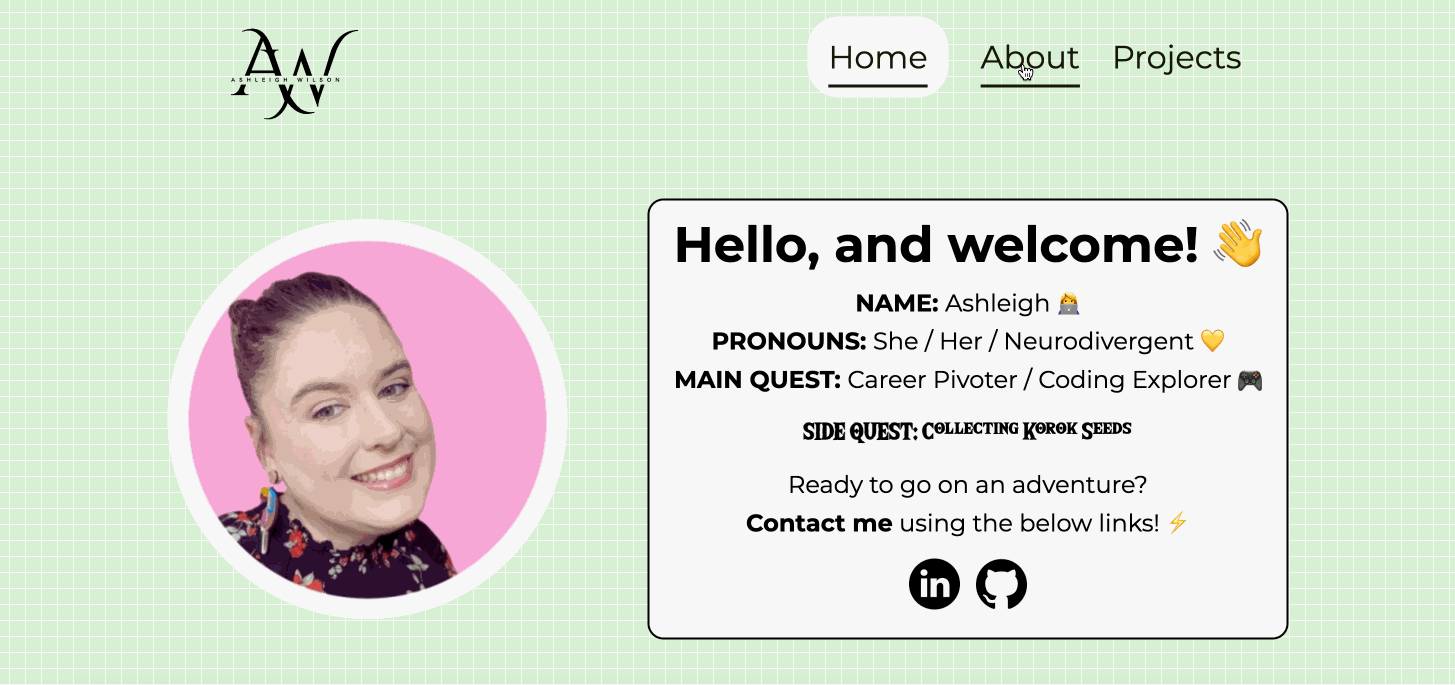 AW
ASHLEIGH WILSON
Home About Projects
Hello, and welcome! 👋
NAME: Ashleigh 👩‍💻
PRONOUNS: She / Her / Neurodivergent 💛
MAIN QUEST: Career Pivoter / Coding Explorer 🎮
SIDE QUEST: Collecting Korok Seeds
Ready to go on an adventure?
Contact me using the below links! ⚡
in